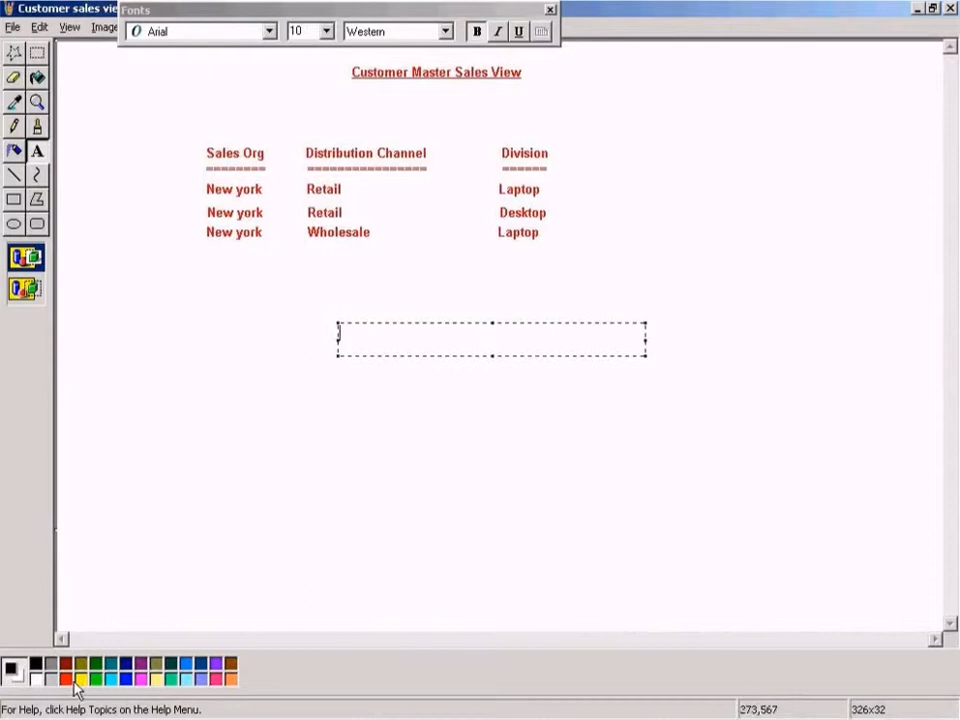 Customer sales vie
Fonts
File Edit View Image
Arial 10 Western B I U
Customer Master Sales View
Sales Org Distribution Channel Division
======== ================ ======
New york Retail Laptop
New york Retail Desktop
New york Wholesale Laptop
A
For Help, click Help Topics on the Help Menu. 273,567 326x32